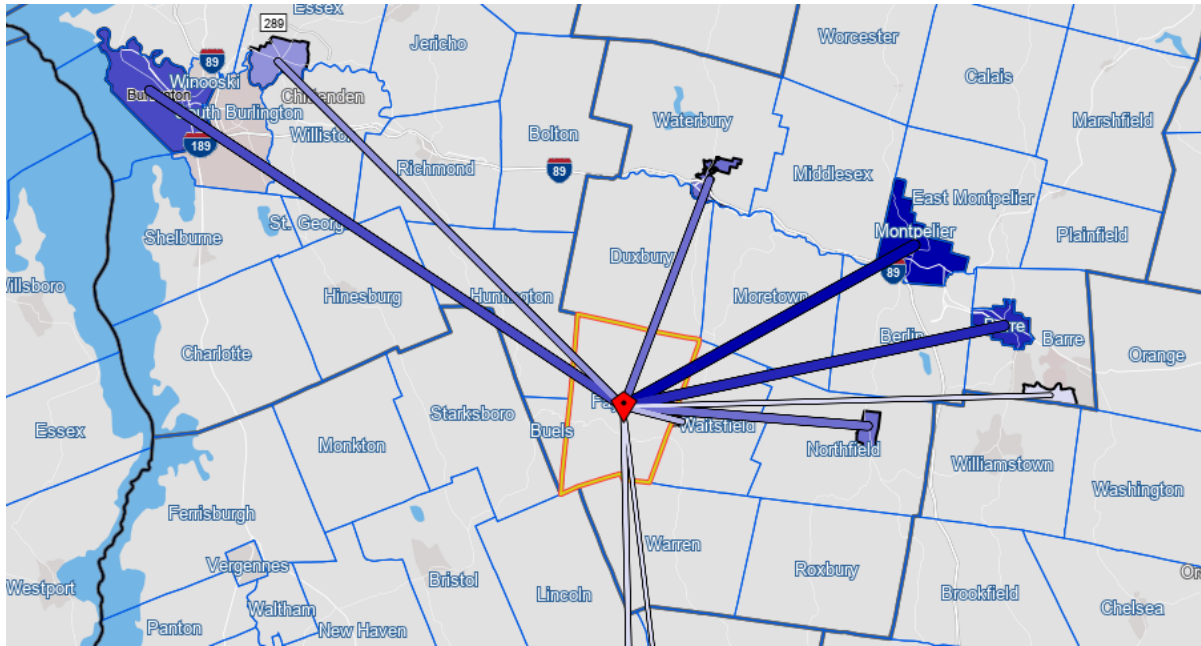 Essex
289
Jericho
Worcester
Calais
89
Winooski
Burlington
Chittenden
South Burlington
Williston
189
Bolton
Waterbury
Marshfield
Richmond
89
Middlesex
East Montpelier
Montpelier
Plainfield
St. George
Shelburne
Duxbury
89
Hinesburg
Huntington
Moretown
Berlin
Barre
Barre
Orange
Charlotte
Starksboro
Buels
Waitsfield
Essex
Monkton
Northfield
Williamstown
Washington
Ferrisburgh
Warren
Vergennes
Bristol
Roxbury
Westport
Waltham
Lincoln
Brookfield
Chelsea
Panton
New Haven